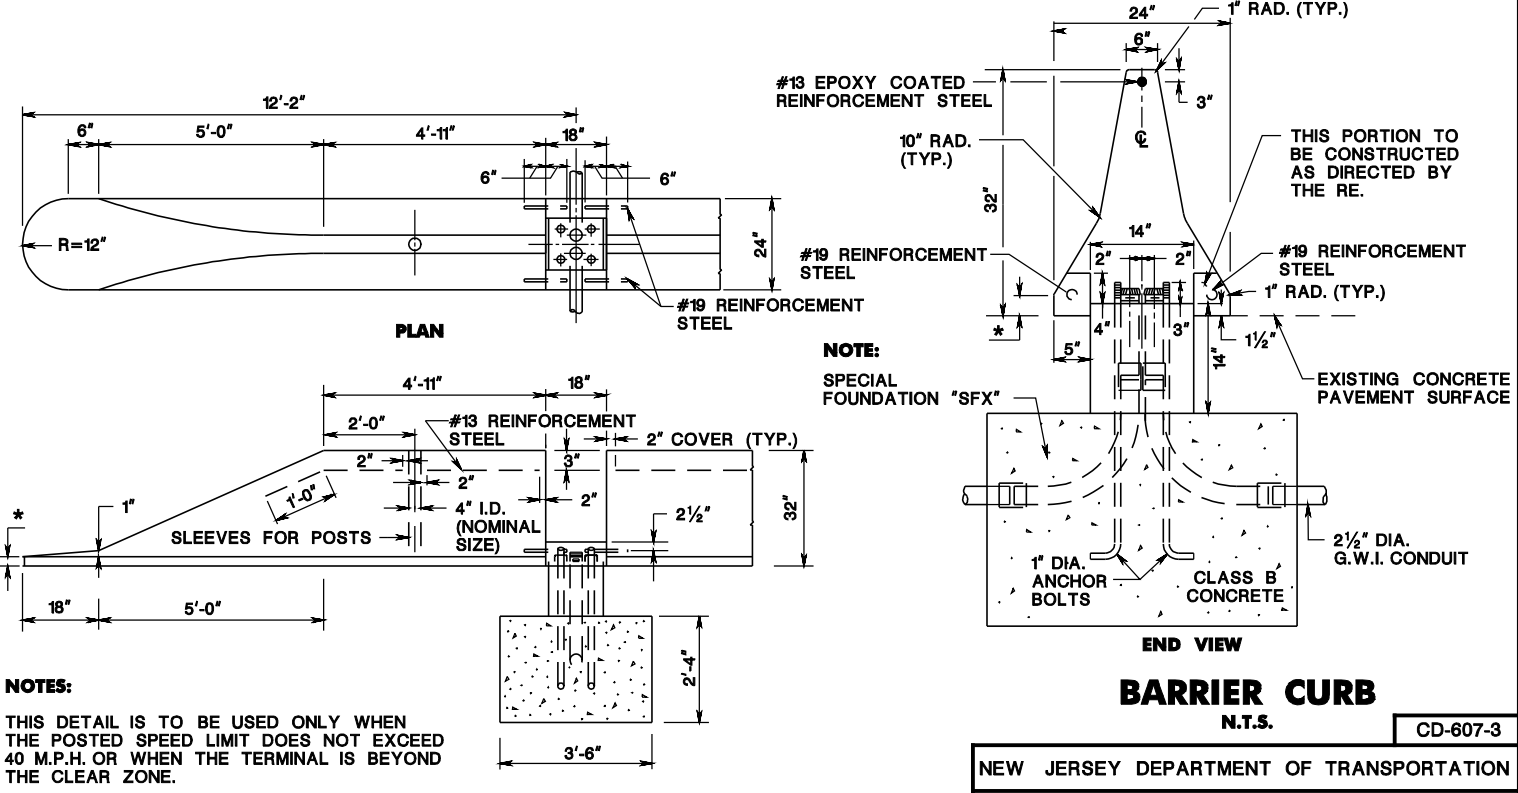 12'-2"
6"
5'-0"
4'-11"
18"
6"
6"
R=12"
24"
#19 REINFORCEMENT
STEEL
PLAN
4'-11"
18"
2'-0"
#13 REINFORCEMENT
STEEL
2" COVER (TYP.)
2"
3"
2"
1'-0"
1"
4" I.D.
(NOMINAL
SIZE)
2"
2½"
32"
*
SLEEVES FOR POSTS
18"
5'-0"
2'-4"
3'-6"
NOTES:
THIS DETAIL IS TO BE USED ONLY WHEN
THE POSTED SPEED LIMIT DOES NOT EXCEED
40 M.P.H. OR WHEN THE TERMINAL IS BEYOND
THE CLEAR ZONE.
24"
1" RAD. (TYP.)
6"
#13 EPOXY COATED
REINFORCEMENT STEEL
3"
10" RAD.
(TYP.)
CL
THIS PORTION TO
BE CONSTRUCTED
AS DIRECTED BY
THE RE.
32"
14"
#19 REINFORCEMENT
STEEL
2"
2"
#19 REINFORCEMENT
STEEL
1" RAD. (TYP.)
*
4"
3"
1½"
5"
14"
NOTE:
SPECIAL
FOUNDATION "SFX"
EXISTING CONCRETE
PAVEMENT SURFACE
2½" DIA.
G.W.I. CONDUIT
1" DIA.
ANCHOR
BOLTS
CLASS B
CONCRETE
END VIEW
BARRIER CURB
N.T.S.
CD-607-3
NEW JERSEY DEPARTMENT OF TRANSPORTATION